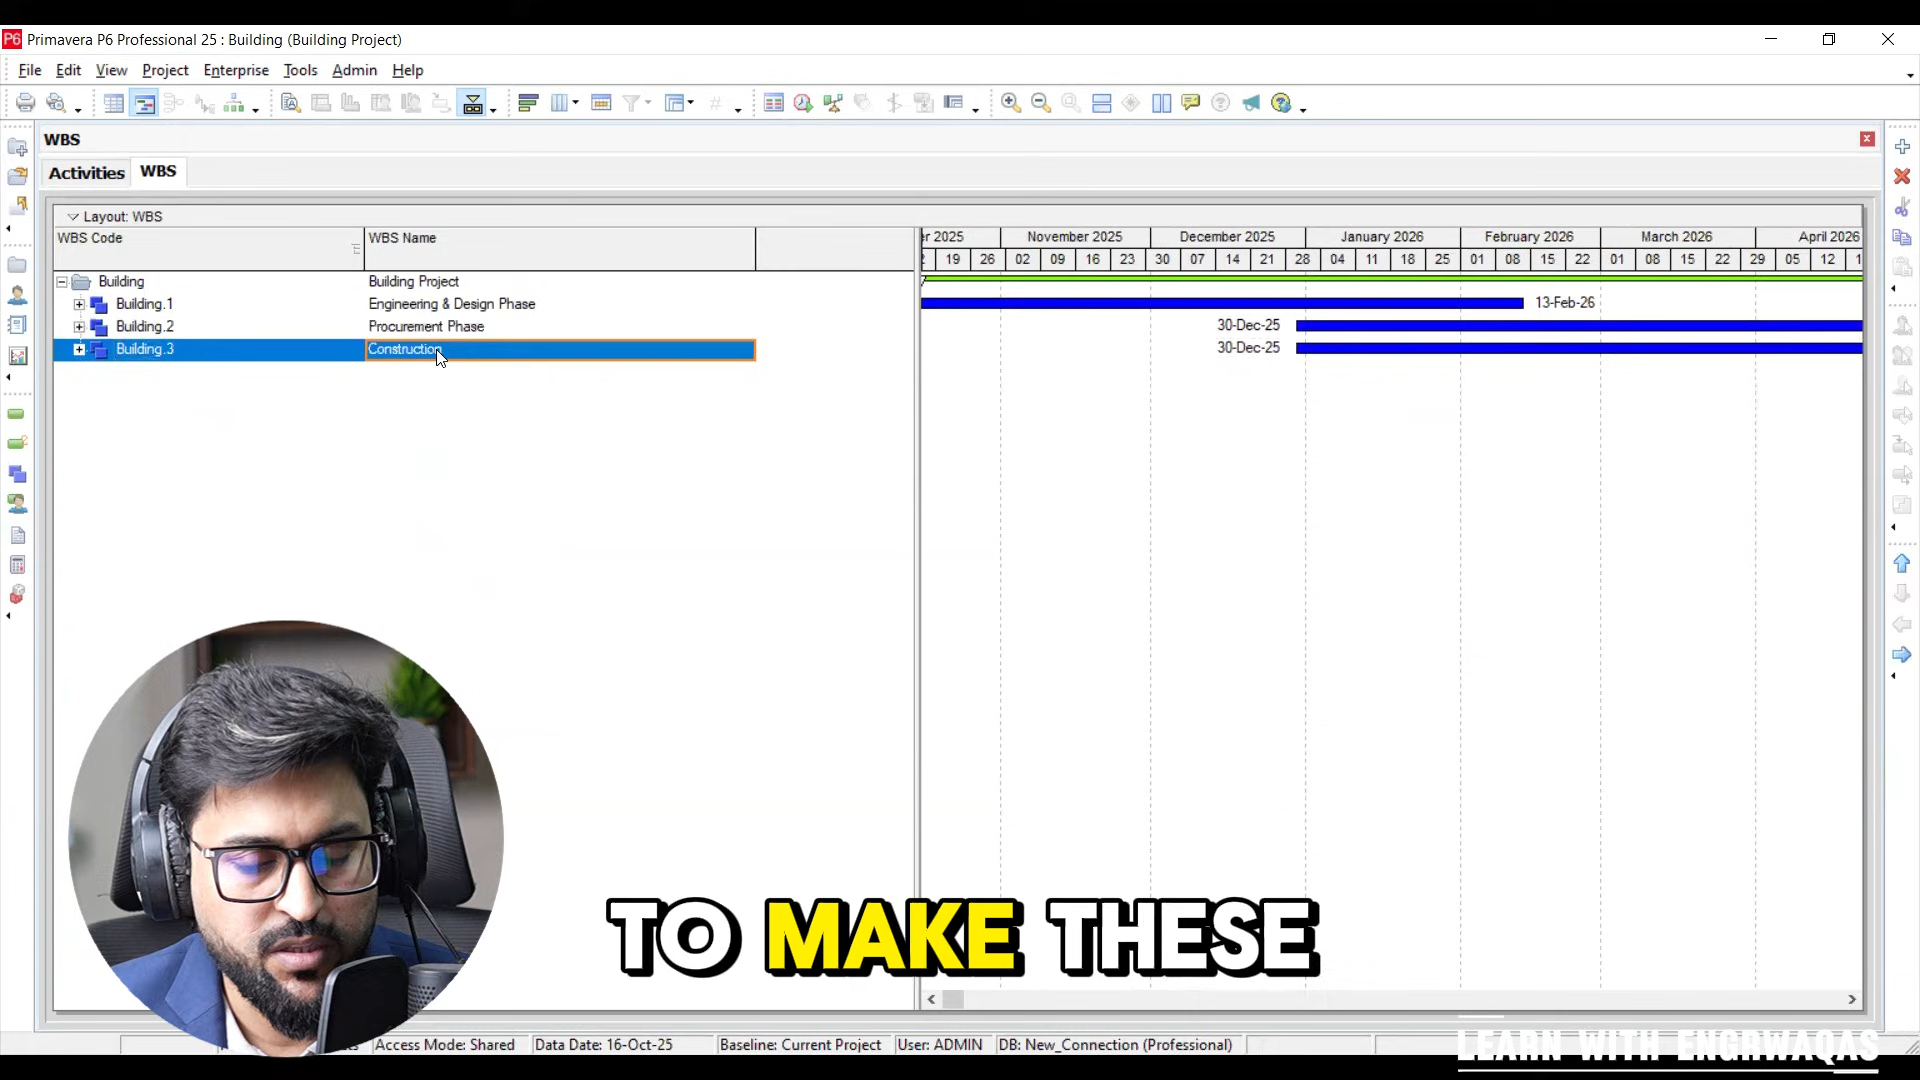 P6 Primavera P6 Professional 25 : Building (Building Project)
File Edit View Project Enterprise Tools Admin Help
WBS
Activities WBS
Layout: WBS
WBS Code WBS Name
2025 November 2025 December 2025 January 2026 February 2026 March 2026 April 2026
19 26 02 09 16 23 30 07 14 21 28 04 11 18 25 01 08 15 22 01 08 15 22 29 05 12
Building Building Project
Building.1 Engineering & Design Phase 13-Feb-26
Building.2 Procurement Phase 30-Dec-25
Building.3 Construction 30-Dec-25
TO MAKE THESE
Access Mode: Shared Data Date: 16-Oct-25 Baseline: Current Project User: ADMIN DB: New_Connection (Professional)
LEARN WITH ENGRWAQAS